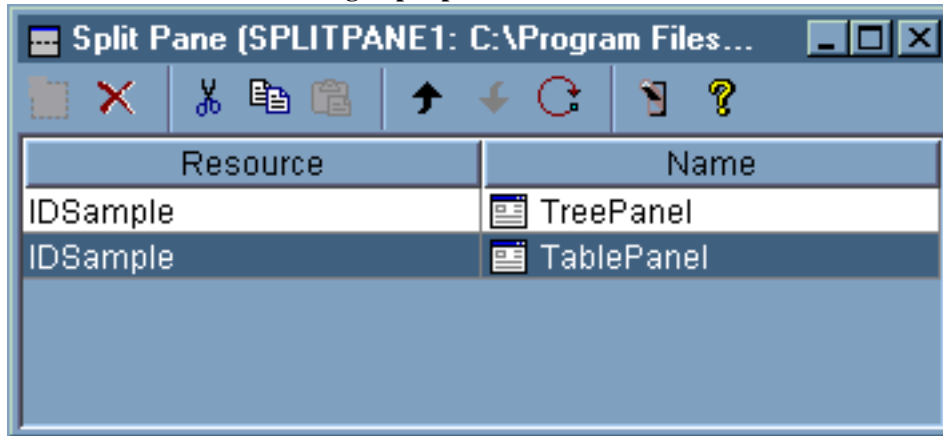 Split Pane (SPLITPANE1: C:\Program Files...
Resource Name
IDSample TreePanel
IDSample TablePanel